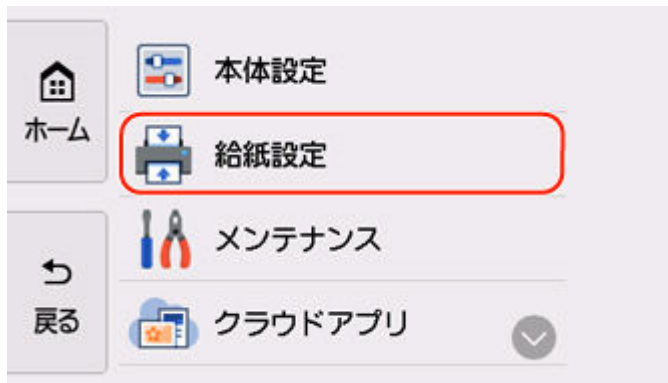 ホーム
戻る
本体設定
給紙設定
メンテナンス
クラウドアプリ